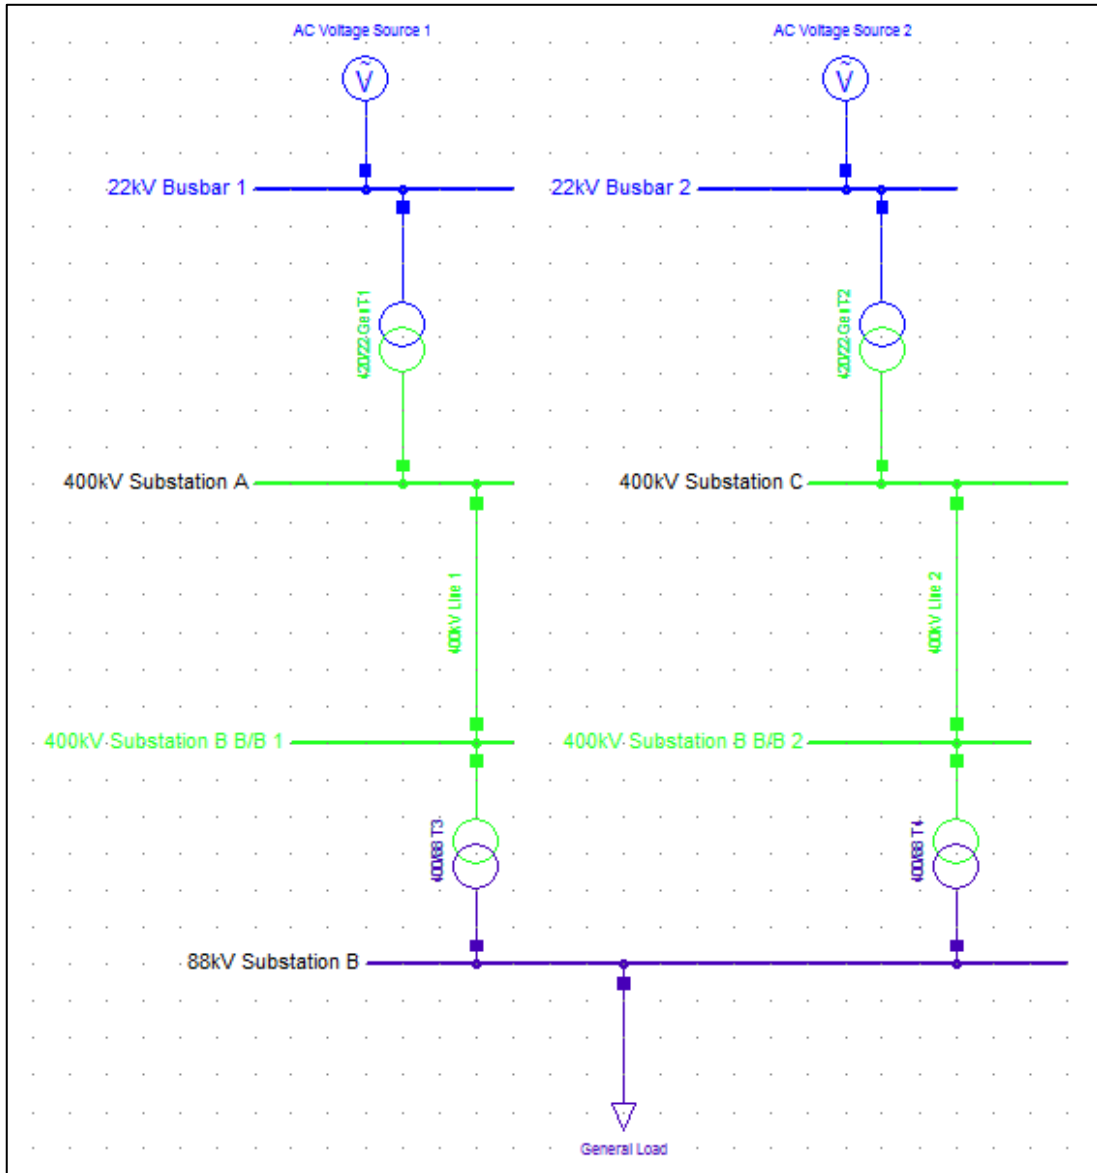 AC Voltage Source 1
AC Voltage Source 2
V
V
22kV Busbar 1
22kV Busbar 2
420/22 Gen T1
420/22 Gen T2
400kV Substation A
400kV Substation C
400kV Line 1
400kV Line 2
400kV Substation B B/B 1
400kV Substation B B/B 2
400/88 T3
400/88 T4
88kV Substation B
General Load